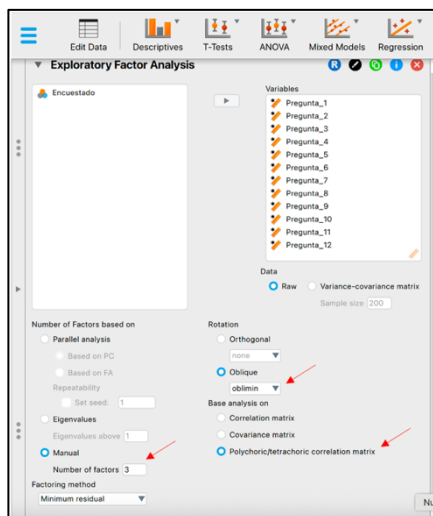 Edit Data Descriptives T-Tests ANOVA Mixed Models Regression
Exploratory Factor Analysis R i
Encuestado
Variables
Pregunta_1
Pregunta_2
Pregunta_3
Pregunta_4
Pregunta_5
Pregunta_6
Pregunta_7
Pregunta_8
Pregunta_9
Pregunta_10
Pregunta_11
Pregunta_12
Data
Raw Variance-covariance matrix
Sample size 200
Number of Factors based on
Parallel analysis
Based on PC
Based on FA
Repeatability
Set seed: 1
Eigenvalues
Eigenvalues above 1
Manual
Number of factors 3
Factoring method
Minimum residual
Rotation
Orthogonal
none
Oblique
oblimin
Base analysis on
Correlation matrix
Covariance matrix
Polychoric/tetrachoric correlation matrix
Nu